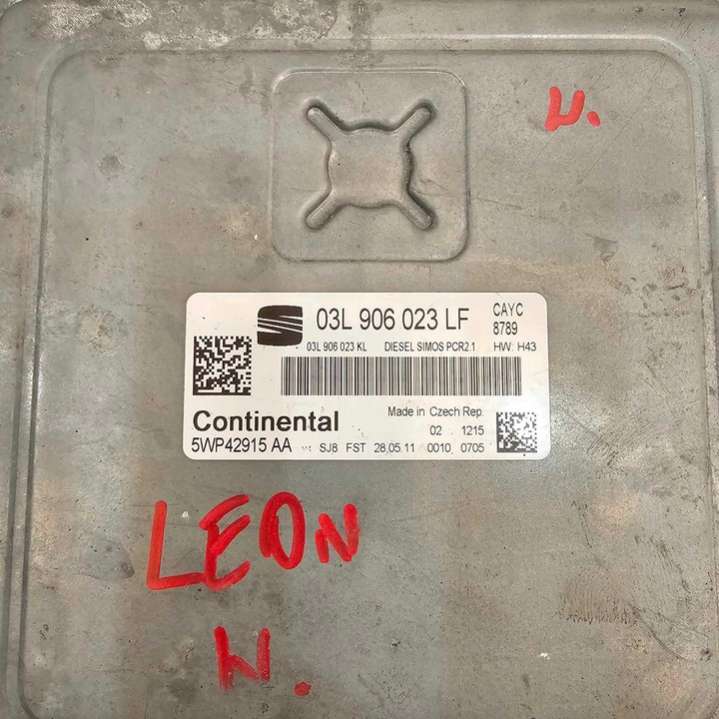 И.
03L 906 023 LF
CAYC
8789
03L 906 023 KL DIESEL SIMOS PCR2.1 HW: H43
Continental
Made in Czech Rep.
02 1215
5WP42915 AA SJ8 FST 28.05.11 0010 0705
LEON
И.